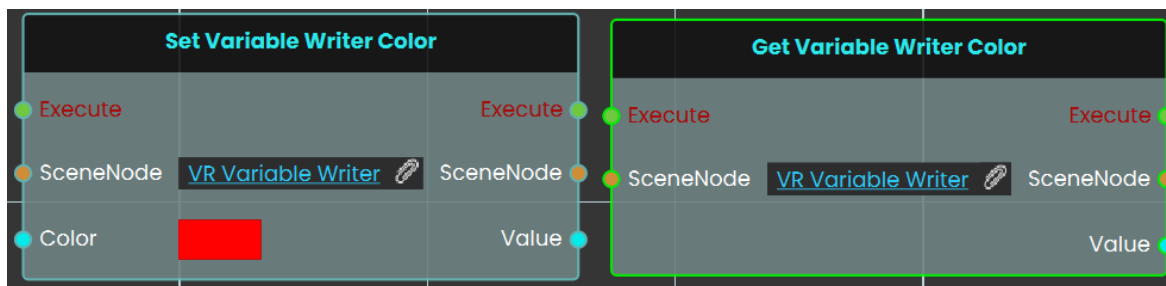 Set Variable Writer Color
Execute Execute
SceneNode VR Variable Writer SceneNode
Color Value
Get Variable Writer Color
Execute Execute
SceneNode VR Variable Writer SceneNode
Value